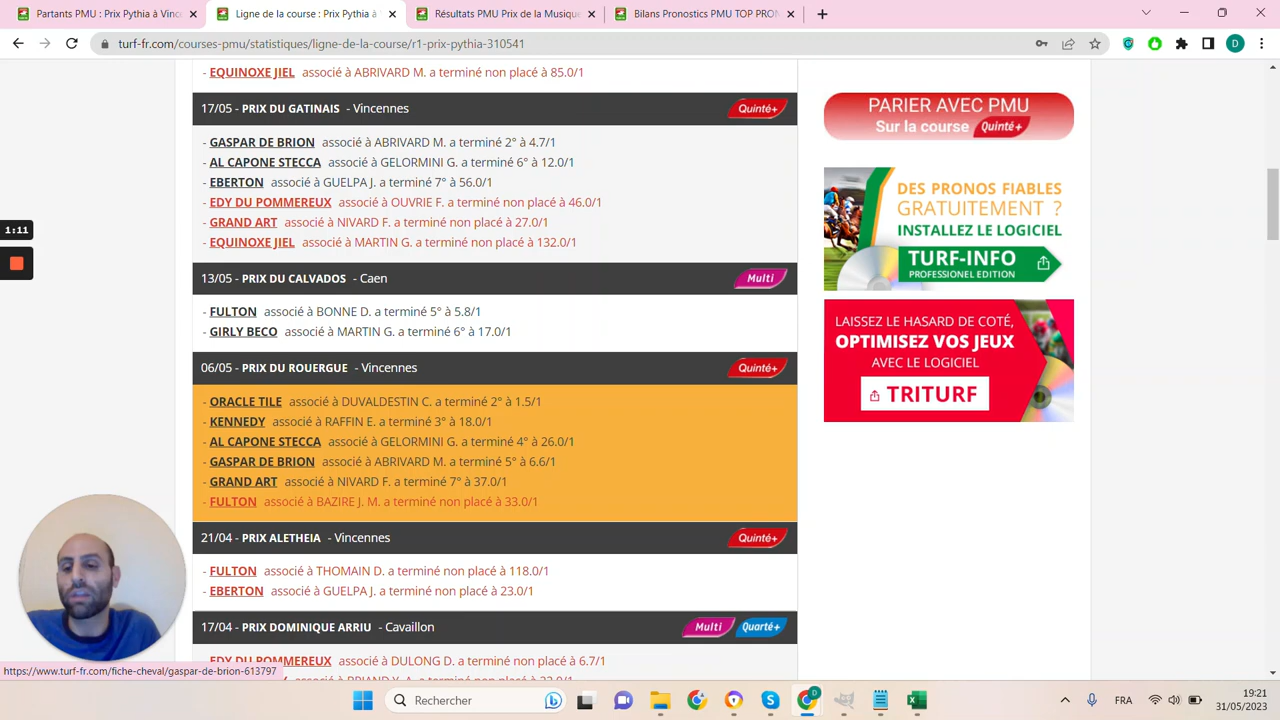 Partants PMU : Prix Pythia à Vinc
Ligne de la course : Prix Pythia à
Résultats PMU Prix de la Musique
Bilans Pronostics PMU TOP PRON
turf-fr.com/courses-pmu/statistiques/ligne-de-la-course/r1-prix-pythia-310541
- EQUINOXE JIEL associé à ABRIVARD M. a terminé non placé à 85.0/1
17/05 - PRIX DU GATINAIS - Vincennes Quinté+
- GASPAR DE BRION associé à ABRIVARD M. a terminé 2° à 4.7/1
- AL CAPONE STECCA associé à GELORMINI G. a terminé 6° à 12.0/1
- EBERTON associé à GUELPA J. a terminé 7° à 56.0/1
- EDY DU POMMEREUX associé à OUVRIE F. a terminé non placé à 46.0/1
- GRAND ART associé à NIVARD F. a terminé non placé à 27.0/1
- EQUINOXE JIEL associé à MARTIN G. a terminé non placé à 132.0/1
13/05 - PRIX DU CALVADOS - Caen Multi
- FULTON associé à BONNE D. a terminé 5° à 5.8/1
- GIRLY BECO associé à MARTIN G. a terminé 6° à 17.0/1
06/05 - PRIX DU ROUERGUE - Vincennes Quinté+
- ORACLE TILE associé à DUVALDESTIN C. a terminé 2° à 1.5/1
- KENNEDY associé à RAFFIN E. a terminé 3° à 18.0/1
- AL CAPONE STECCA associé à GELORMINI G. a terminé 4° à 26.0/1
- GASPAR DE BRION associé à ABRIVARD M. a terminé 5° à 6.6/1
- GRAND ART associé à NIVARD F. a terminé 7° à 37.0/1
- FULTON associé à BAZIRE J. M. a terminé non placé à 33.0/1
21/04 - PRIX ALETHEIA - Vincennes Quinté+
- FULTON associé à THOMAIN D. a terminé non placé à 118.0/1
- EBERTON associé à GUELPA J. a terminé non placé à 23.0/1
17/04 - PRIX DOMINIQUE ARRIU - Cavaillon Multi Quarté+
EDY DU POMMEREUX associé à DULONG D. a terminé non placé à 6.7/1
PARIER AVEC PMU
Sur la course Quinté+
DES PRONOS FIABLES
GRATUITEMENT ?
INSTALLEZ LE LOGICIEL
TURF-INFO
PROFESSIONEL EDITION
LAISSEZ LE HASARD DE COTÉ,
OPTIMISEZ VOS JEUX
AVEC LE LOGICIEL
TRITURF
1:11
https://www.turf-fr.com/fiche-cheval/gaspar-de-brion-613797
Rechercher
FRA
19:21
31/05/2023
D